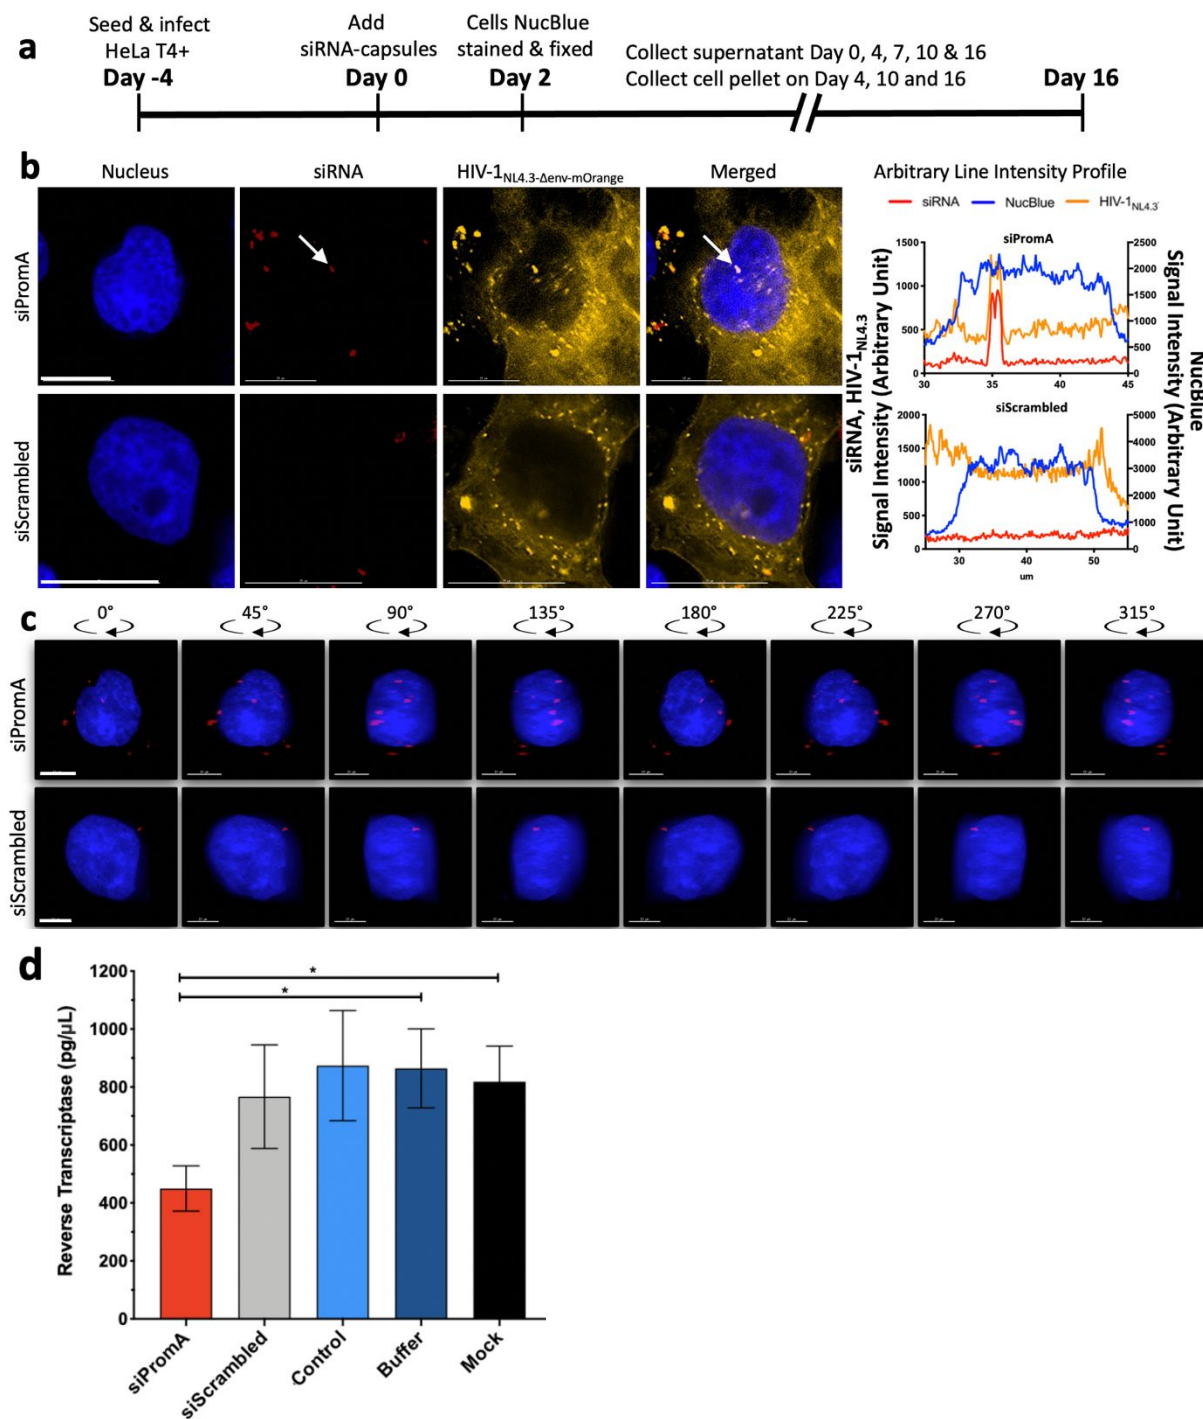 a
Seed & infect
HeLa T4+
Day -4
Add
siRNA-capsules
Day 0
Cells NucBlue
stained & fixed
Day 2
Collect supernatant Day 0, 4, 7, 10 & 16
Collect cell pellet on Day 4, 10 and 16
Day 16
b
Nucleus
siRNA
HIV-1NL4.3-Δenv-mOrange
Merged
siPromA
siScrambled
Arbitrary Line Intensity Profile
siRNA
NucBlue
HIV-1NL4.3
siPromA
1500
1000
500
0
2500
2000
1500
1000
500
0
30
35
40
45
siScrambled
2000
1500
1000
500
0
5000
4000
3000
2000
1000
0
30
40
50
um
siRNA, HIV-1NL4.3
Signal Intensity (Arbitrary Unit)
NucBlue
Signal Intensity (Arbitrary Unit)
c
0°
45°
90°
135°
180°
225°
270°
315°
siPromA
siScrambled
d
Reverse Transcriptase (pg/µL)
1200
1000
800
600
400
200
0
*
*
siPromA
siScrambled
Control
Buffer
Mock